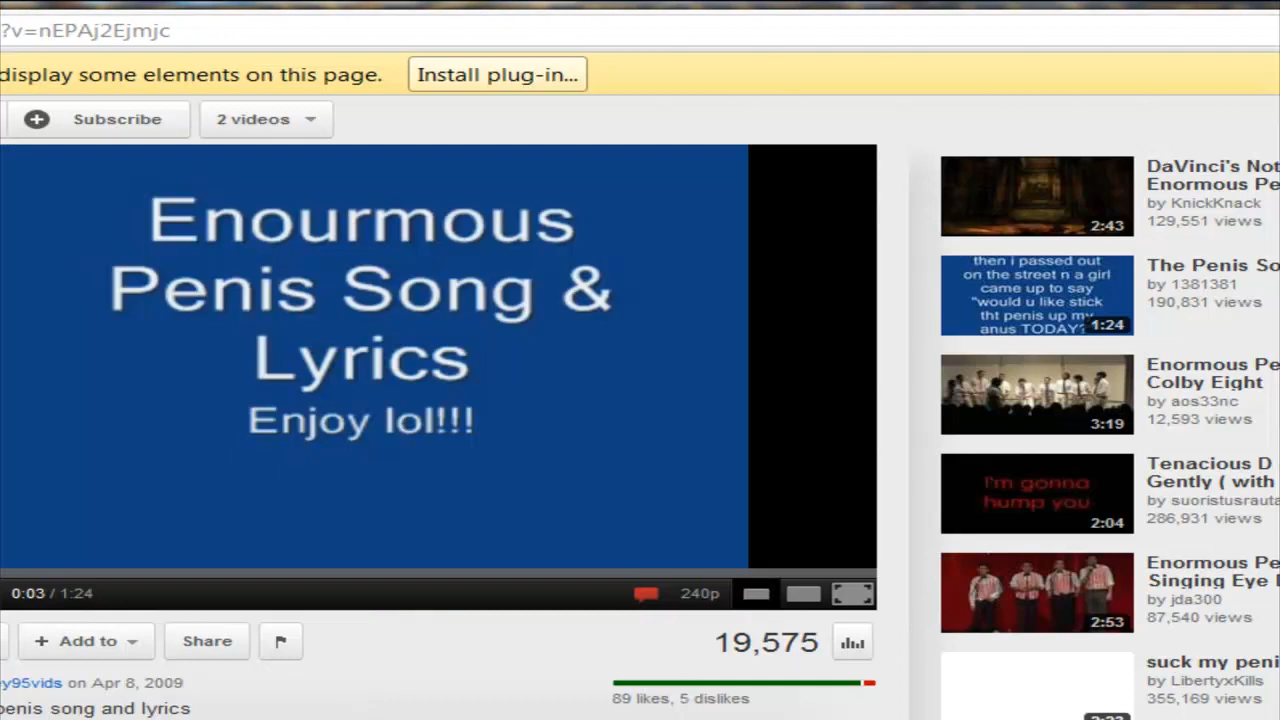 ?v=nEPAj2Ejmjc
display some elements on this page. Install plug-in...
Subscribe 2 videos
Enourmous
Penis Song &
Lyrics
Enjoy lol!!!
0:03 / 1:24 240p
+ Add to Share 19,575
y95vids on Apr 8, 2009
89 likes, 5 dislikes
penis song and lyrics
2:43
DaVinci's Not
Enormous Pe
by KnickKnack
129,551 views
then i passed out
on the street n a girl
came up to say
"would u like stick
tht penis up my
anus TODAY?
1:24
The Penis So
by 1381381
190,831 views
3:19
Enormous Pe
Colby Eight
by aos33nc
12,593 views
I'm gonna
hump you
2:04
Tenacious D
Gently ( with
by suoristusrauta
286,931 views
2:53
Enormous Pe
Singing Eye
by jda300
87,540 views
suck my peni
by LibertyxKills
355,169 views